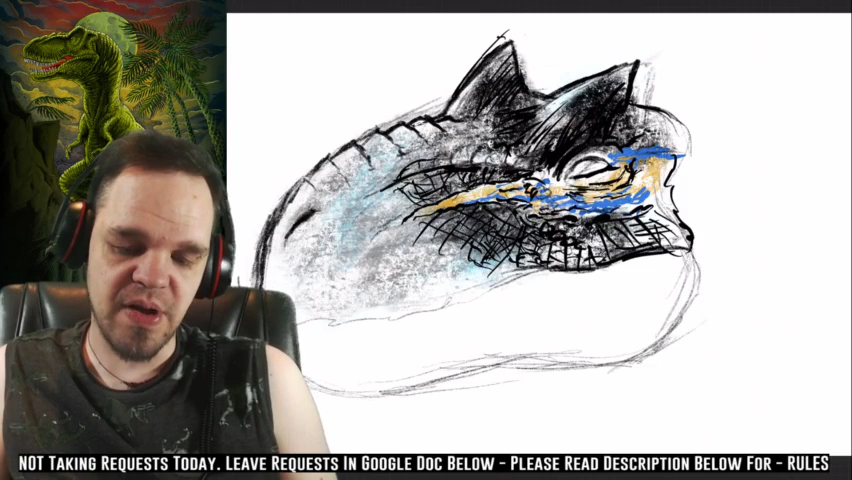 NOT Taking Requests Today. Leave Requests In Google Doc Below - Please Read Description Below For - RULES